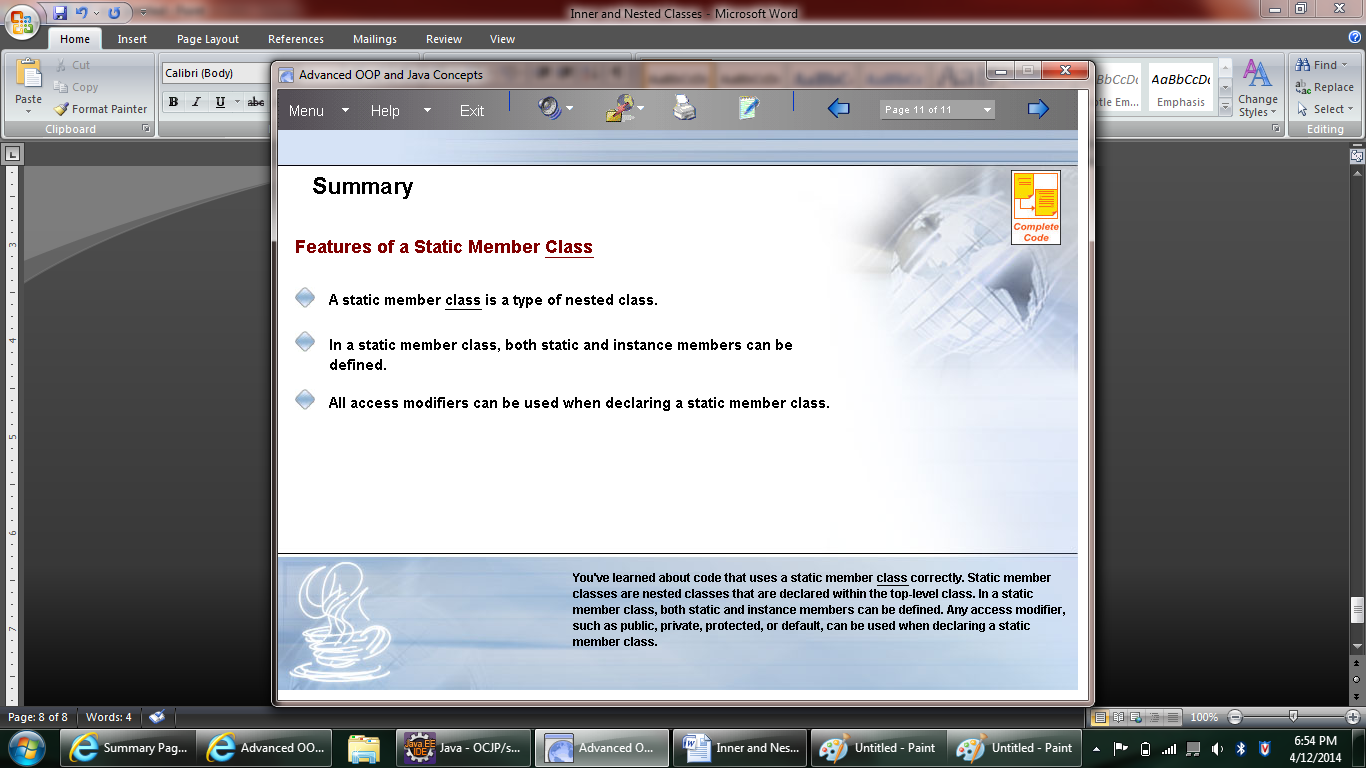 Inner and Nested Classes - Microsoft Word
Home Insert Page Layout References Mailings Review View
Paste
Cut
Copy
Format Painter
Clipboard
Calibri (Body)
B I U abc
AaBbCcDc
Emphasis
Change
Styles
Find
Replace
Select
Editing
Advanced OOP and Java Concepts
Menu Help Exit Page 11 of 11
Summary
Complete
Code
Features of a Static Member Class
A static member class is a type of nested class.
In a static member class, both static and instance members can be
defined.
All access modifiers can be used when declaring a static member class.
You've learned about code that uses a static member class correctly. Static member
classes are nested classes that are declared within the top-level class. In a static
member class, both static and instance members can be defined. Any access modifier,
such as public, private, protected, or default, can be used when declaring a static
member class.
3
4
5
6
7
Page: 8 of 8 Words: 4 100%
Summary Pag... Advanced OO... Java - OCJP/s... Advanced O... Inner and Nes... Untitled - Paint Untitled - Paint
6:54 PM
4/12/2014